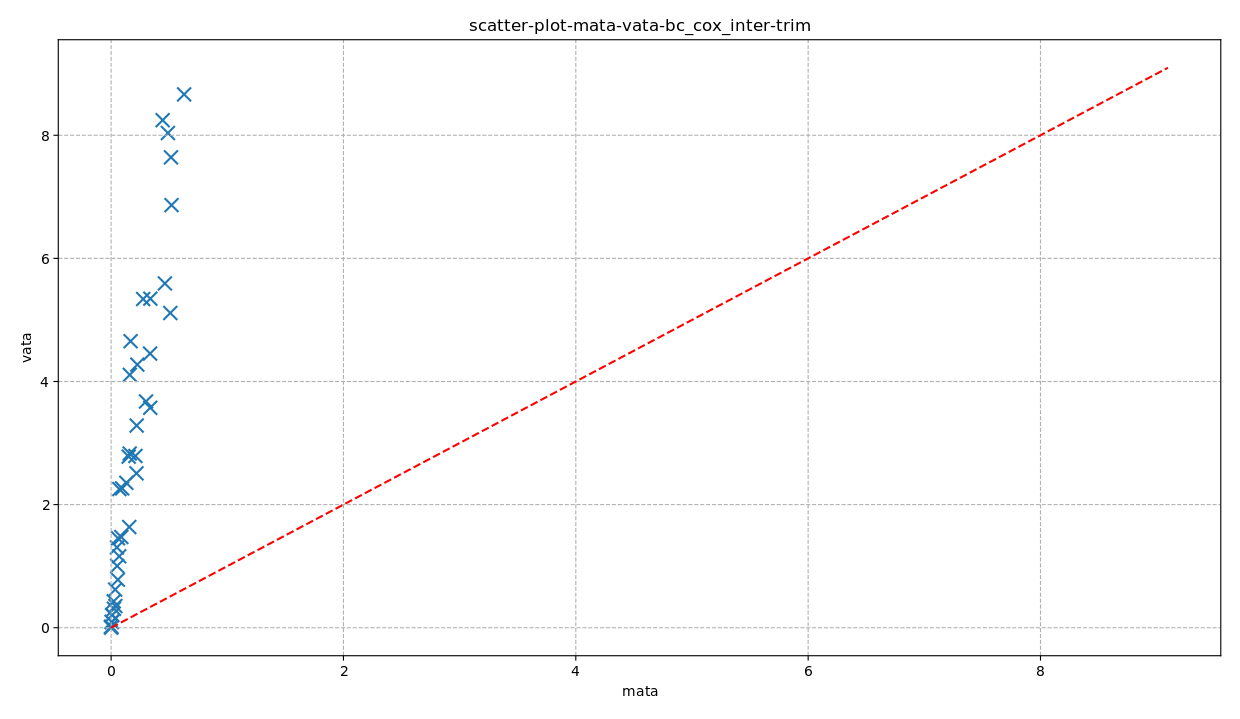 scatter-plot-mata-vata-bc_cox_inter-trim
8
6
4
2
0
vata
0 2 4 6 8
mata